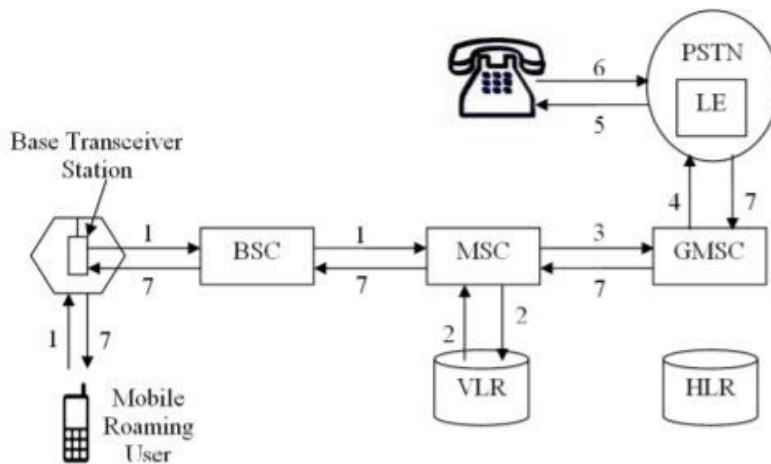 PSTN
6
LE
5
Base Transceiver
Station
4
7
1
BSC
1
MSC
3
GMSC
7
7
7
1
7
2
2
VLR
HLR
Mobile
Roaming
User